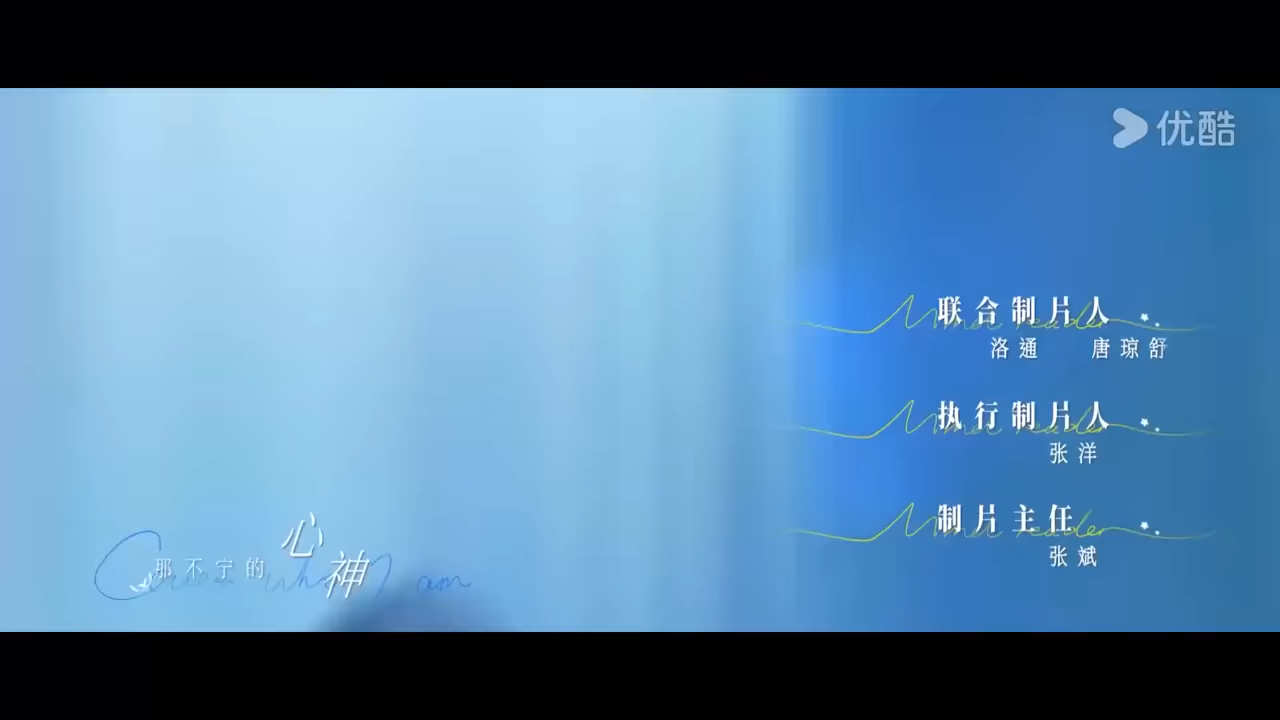 优酷
联合制片人
洛通 唐琼舒
执行制片人
张洋
制片主任
张斌
那不宁的心神